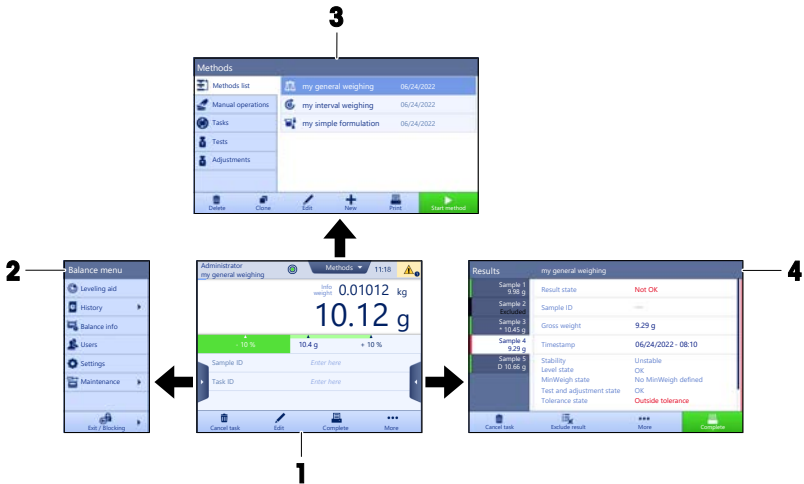 3
Methods
Methods list
my general weighing 06/24/2022
Manual operations
my interval weighing 06/24/2022
Tasks
my simple formulation 06/24/2022
Tests
Adjustments
Delete Clone Edit New Print Start method
2
Balance menu
Leveling aid
History
Balance info
Users
Settings
Maintenance
Exit / Blocking
Administrator
my general weighing
Methods 11:18
Info weight 0.01012 kg
10.12 g
- 10 % 10.4 g + 10 %
Sample ID Enter here
Task ID Enter here
Cancel task Edit Complete More
1
4
Results my general weighing
Sample 1
9.98 g
Sample 2
Excluded
Sample 3
* 10.45 g
Sample 4
9.29 g
Sample 5
D 10.66 g
Result state Not OK
Sample ID —
Gross weight 9.29 g
Timestamp 06/24/2022 - 08:10
Stability Unstable
Level state OK
MinWeigh state No MinWeigh defined
Test and adjustment state OK
Tolerance state Outside tolerance
Cancel task Exclude result More Complete